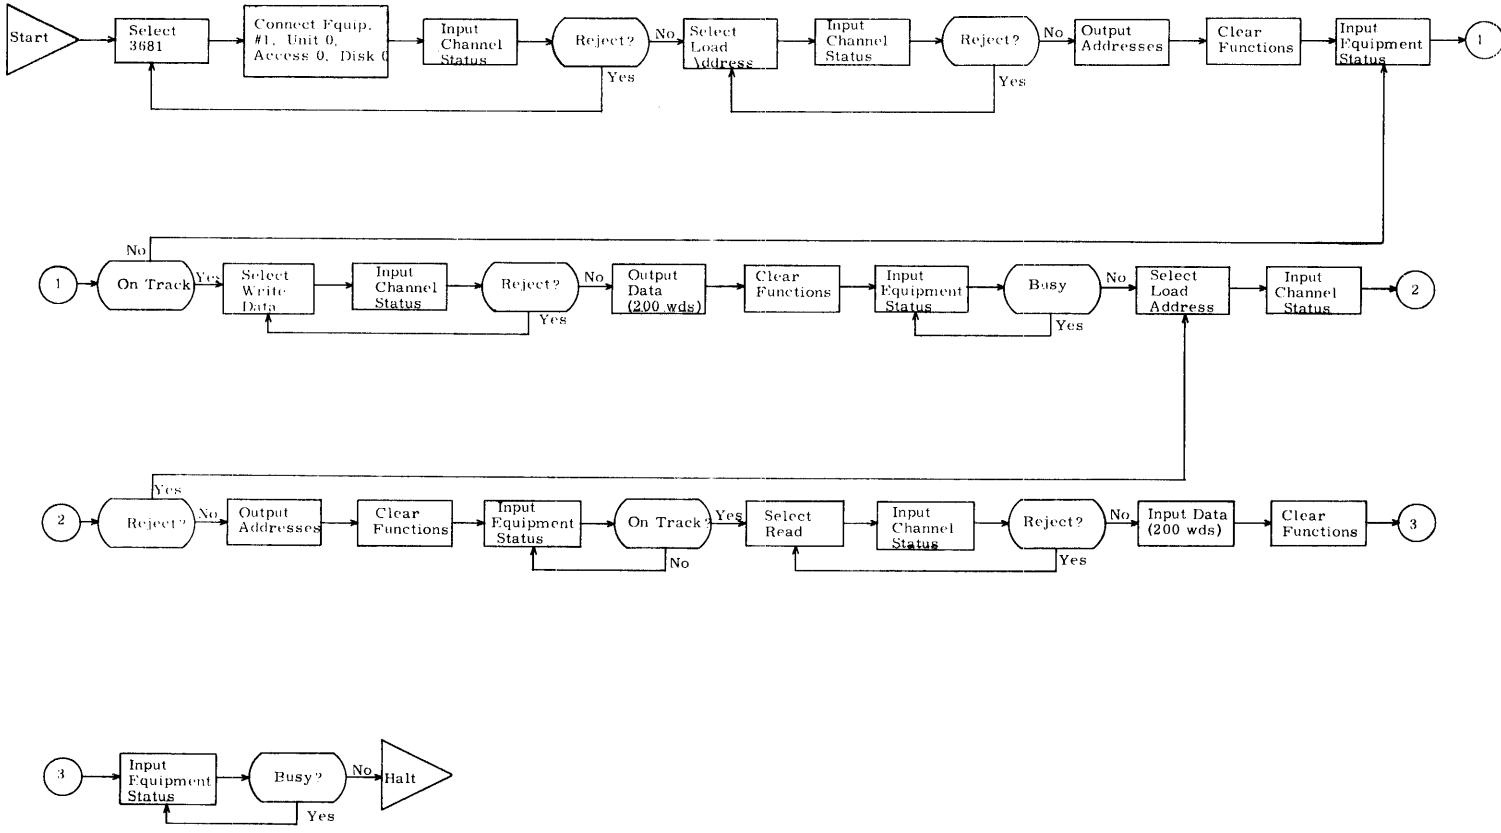 Start
Select
3681
Connect Equip.
#1, Unit 0,
Access 0, Disk 0
Input
Channel
Status
Reject?
No
Yes
Select
Load
Address
Input
Channel
Status
Reject?
No
Yes
Output
Addresses
Clear
Functions
Input
Equipment
Status
1
1
No
On Track
Yes
Select
Write
Data
Input
Channel
Status
Reject?
No
Yes
Output
Data
(200 wds)
Clear
Functions
Input
Equipment
Status
Busy
No
Yes
Select
Load
Address
Input
Channel
Status
2
2
Yes
Reject?
No
Output
Addresses
Clear
Functions
Input
Equipment
Status
On Track?
Yes
No
Select
Read
Input
Channel
Status
Reject?
No
Yes
Input Data
(200 wds)
Clear
Functions
3
3
Input
Equipment
Status
Busy?
No
Yes
Halt